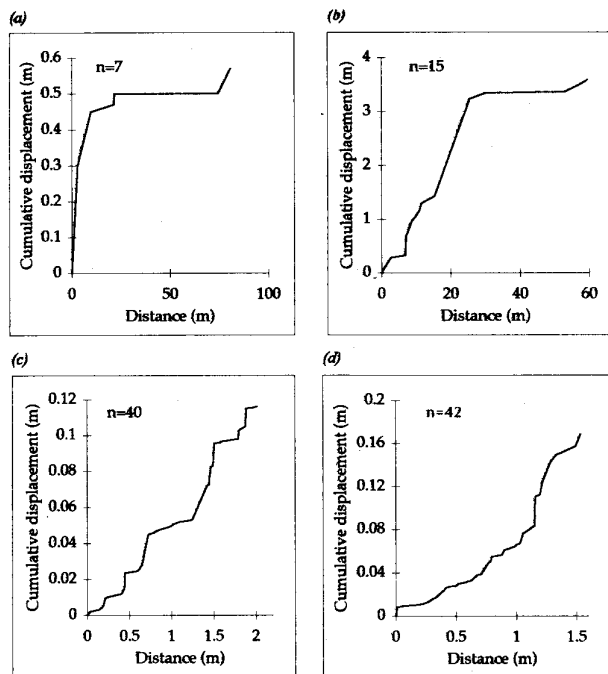 (a)
n=7
Cumulative displacement (m)
0.6
0.5
0.4
0.3
0.2
0.1
0
0
50
100
Distance (m)
(b)
n=15
Cumulative displacement (m)
4
3
2
1
0
0
20
40
60
Distance (m)
(c)
n=40
Cumulative displacement (m)
0.12
0.1
0.08
0.06
0.04
0.02
0
0
0.5
1
1.5
2
Distance (m)
(d)
n=42
Cumulative displacement (m)
0.2
0.16
0.12
0.08
0.04
0
0
0.5
1
1.5
Distance (m)